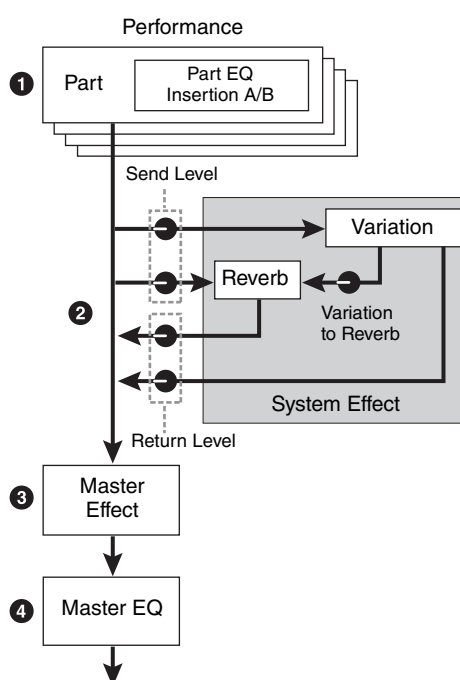 Performance
1
Part
Part EQ
Insertion A/B
Send Level
Variation
Reverb
2
Variation
to Reverb
System Effect
Return Level
3
Master
Effect
4
Master EQ